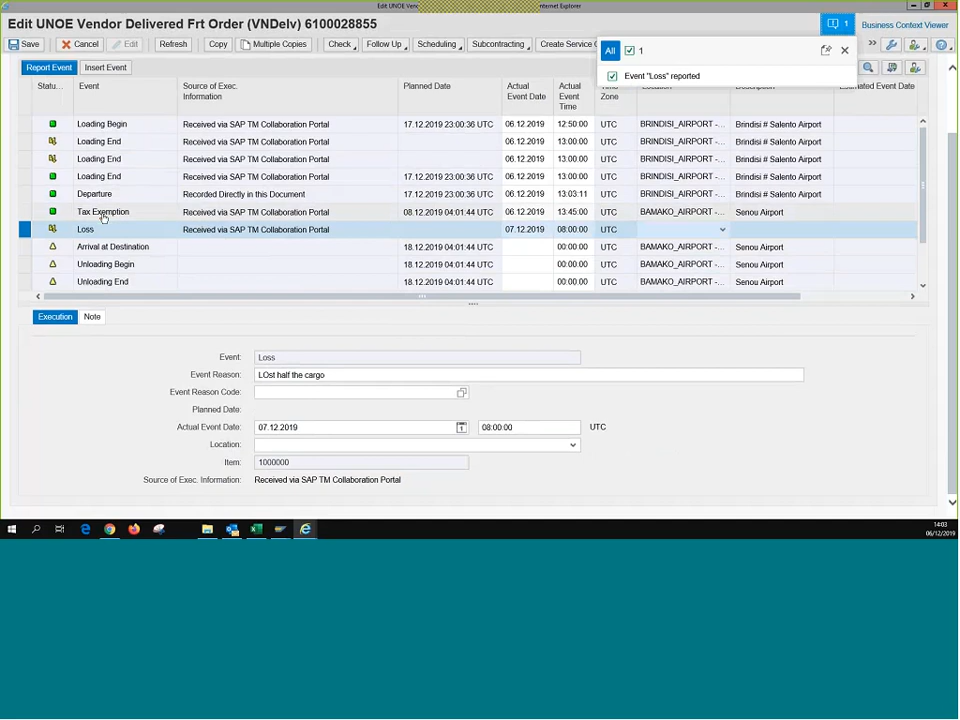 Edit UNOE Ven
nternet Explorer
Edit UNOE Vendor Delivered Frt Order (VNDelv) 6100028855
1
Business Context Viewer
Save
Cancel
Edit
Refresh
Copy
Multiple Copies
Check
Follow Up
Scheduling
Subcontracting
Create Service O
All 1
Event "Loss" reported
Report Event Insert Event
Statu... Event Source of Exec. Information Planned Date Actual Event Date Actual Event Time Zone Estimated Event Date
Loading Begin Received via SAP TM Collaboration Portal 17.12.2019 23:00:36 UTC 06.12.2019 12:50:00 UTC BRINDISI_AIRPORT -... Brindisi # Salento Airport
Loading End Received via SAP TM Collaboration Portal 06.12.2019 13:00:00 UTC BRINDISI_AIRPORT -... Brindisi # Salento Airport
Loading End Received via SAP TM Collaboration Portal 06.12.2019 13:00:00 UTC BRINDISI_AIRPORT -... Brindisi # Salento Airport
Loading End Received via SAP TM Collaboration Portal 17.12.2019 23:00:36 UTC 06.12.2019 13:00:00 UTC BRINDISI_AIRPORT -... Brindisi # Salento Airport
Departure Recorded Directly in this Document 17.12.2019 23:00:36 UTC 06.12.2019 13:03:11 UTC BRINDISI_AIRPORT -... Brindisi # Salento Airport
Tax Exemption Received via SAP TM Collaboration Portal 08.12.2019 04:01:44 UTC 06.12.2019 13:45:00 UTC BAMAKO_AIRPORT -... Senou Airport
Loss Received via SAP TM Collaboration Portal 07.12.2019 08:00:00 UTC
Arrival at Destination 18.12.2019 04:01:44 UTC 00:00:00 UTC BAMAKO_AIRPORT -... Senou Airport
Unloading Begin 18.12.2019 04:01:44 UTC 00:00:00 UTC BAMAKO_AIRPORT -... Senou Airport
Unloading End 18.12.2019 04:01:44 UTC 00:00:00 UTC BAMAKO_AIRPORT -... Senou Airport
Execution Note
Event: Loss
Event Reason: LOst half the cargo
Event Reason Code:
Planned Date:
Actual Event Date: 07.12.2019 08:00:00 UTC
Location:
Item: 1000000
Source of Exec. Information: Received via SAP TM Collaboration Portal
14:03
06/12/2019